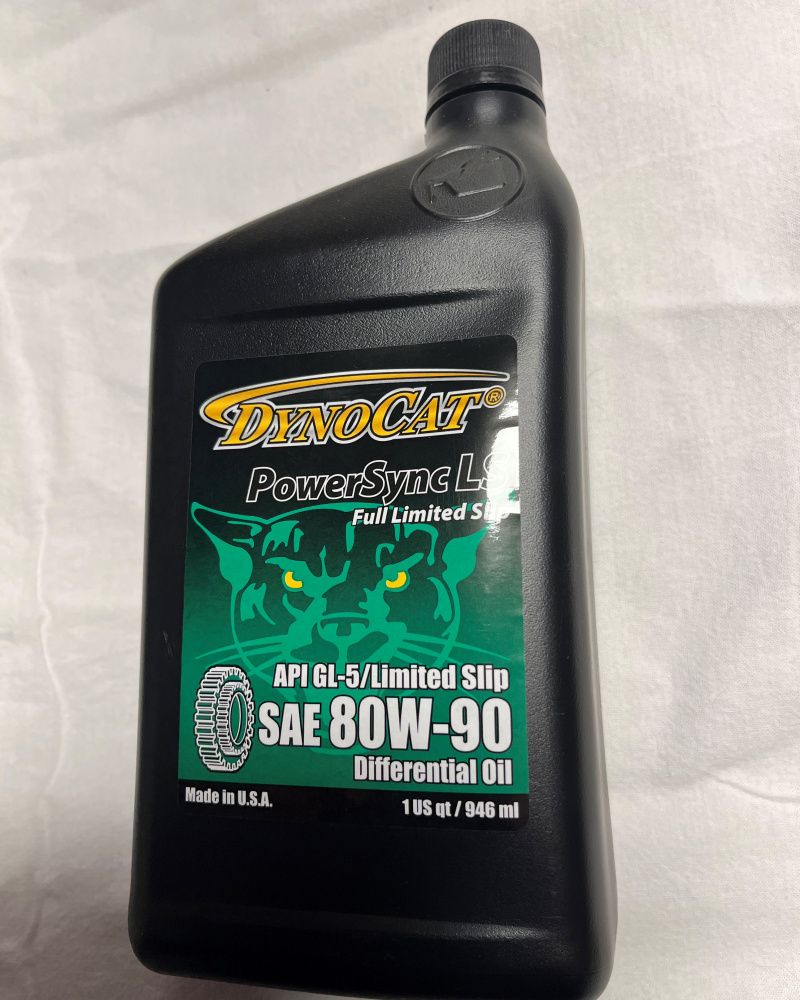 DYNOCAT®
PowerSync LS
Full Limited Slip
API GL-5/Limited Slip
SAE 80W-90
Differential Oil
Made in U.S.A.
1 US qt / 946 ml